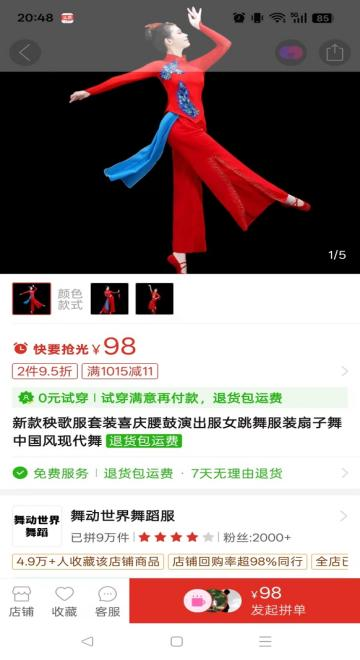 20:48
5G
85
1/5
颜色
款式
快要抢光 ¥98
2件9.5折 满1015减11
0元试穿 | 试穿满意再付款，退货包运费
新款秧歌服套装喜庆腰鼓演出服女跳舞服装扇子舞
中国风现代舞 退货包运费
免费服务 | 退货包运费 · 7天无理由退货
舞动世界
舞蹈
舞动世界舞蹈服
已拼9万件 | 粉丝:2000+
4.9万+人收藏该店铺商品 店铺回购率超98%同行 全店已
店铺 收藏 客服
¥98
发起拼单